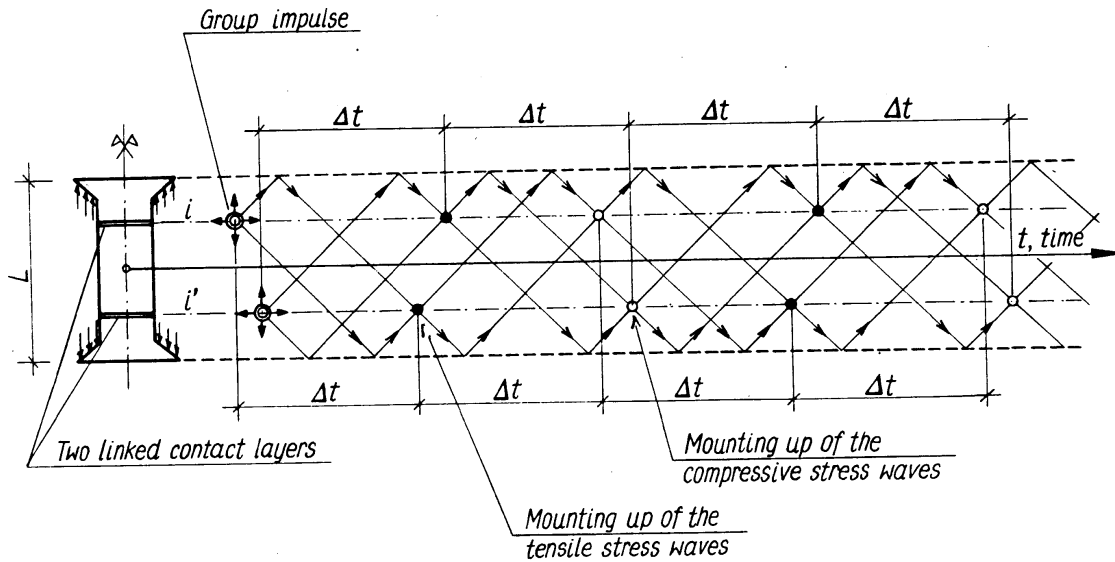 Group impulse
Δt Δt Δt Δt
i
t, time
L
i'
Δt Δt Δt Δt
Two linked contact layers
Mounting up of the
compressive stress waves
Mounting up of the
tensile stress waves